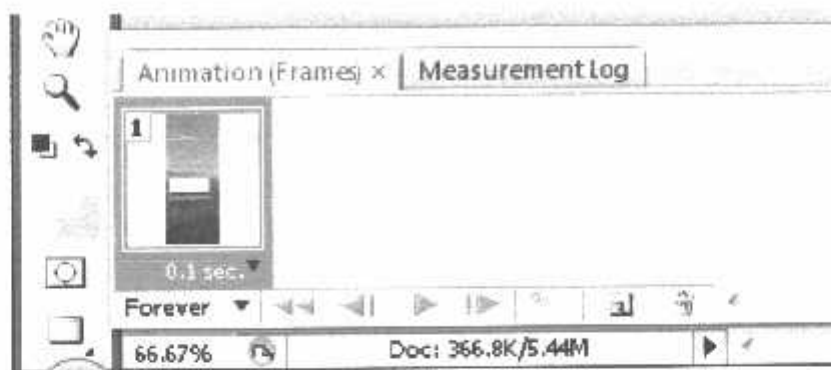 Animation (Frames) × Measurement Log
1
0.1 sec.
Forever
66.67% Doc: 366.8K/5.44M